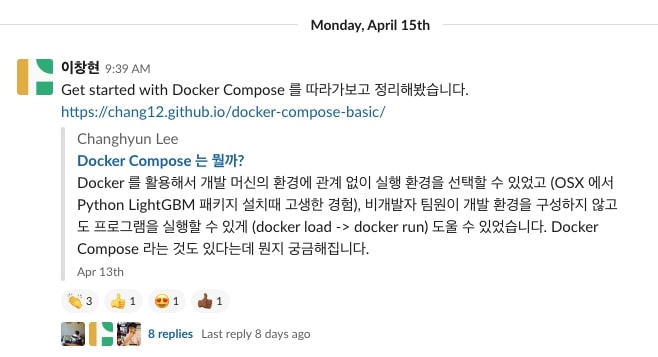 Monday, April 15th
이창현 9:39 AM
Get started with Docker Compose 를 따라가보고 정리해봤습니다.
https://chang12.github.io/docker-compose-basic/
Changhyun Lee
Docker Compose 는 뭘까?
Docker 를 활용해서 개발 머신의 환경에 관계 없이 실행 환경을 선택할 수 있었고 (OSX 에서
Python LightGBM 패키지 설치때 고생한 경험), 비개발자 팀원이 개발 환경을 구성하지 않고
도 프로그램을 실행할 수 있게 (docker load -> docker run) 도울 수 있었습니다. Docker
Compose 라는 것도 있다는데 뭔지 궁금해집니다.
Apr 13th
3 1 1 1
8 replies Last reply 8 days ago